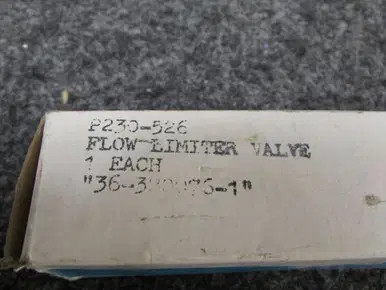 P230-526
FLOW LIMITER VALVE
1 EACH